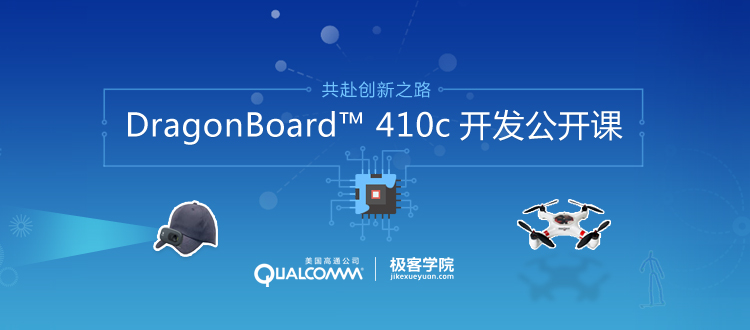 共赴创新之路
DragonBoard™ 410c 开发公开课
美国高通公司
QUALCOMM®
极客学院
jikexueyuan.com